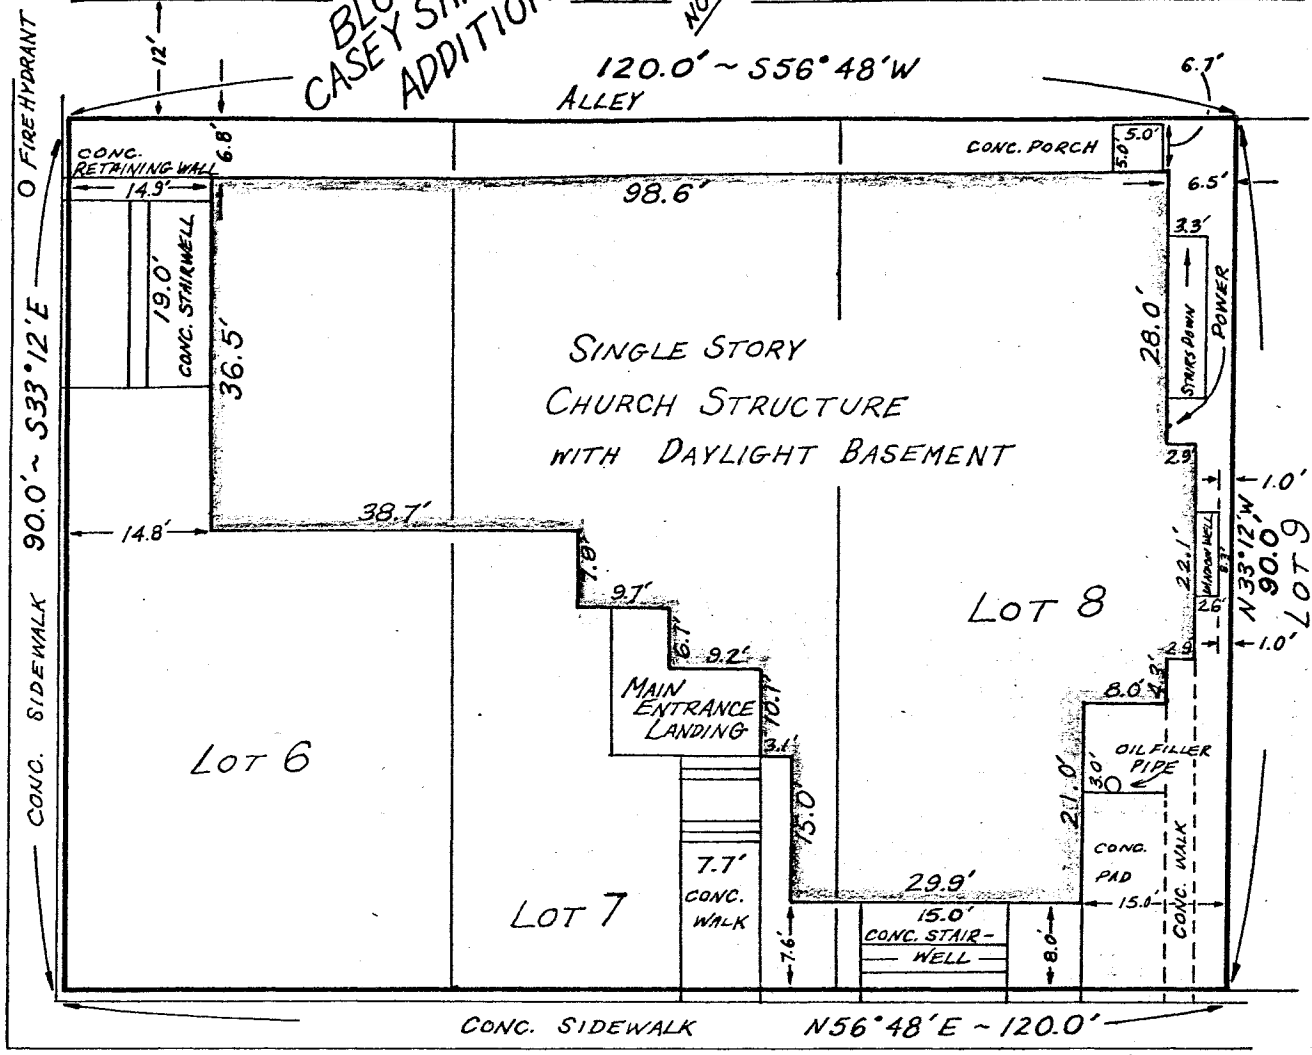 O FIRE HYDRANT
12'
CASEY
ADDITION
NO
120.0' ~ S56°48'W
ALLEY
6.7'
6.8'
CONC.
RETAINING WALL
14.9'
98.6'
CONC. PORCH
5.0'
5.0'
6.5'
3.3'
19.0'
CONC. STAIRWELL
36.5'
28.0'
STAIRS DOWN
POWER
90.0' ~ S33°12'E
SINGLE STORY
CHURCH STRUCTURE
WITH DAYLIGHT BASEMENT
2.9'
1.0'
38.7'
14.8'
7.8'
9.7'
6.7'
9.2'
LOT 8
22.1'
WINDOW WELL
8.3'
2.6'
N33°12'W
90.0'
LOT 9
1.0'
2.9'
4.3'
8.0'
MAIN
ENTRANCE
LANDING
10.1'
3.1'
OIL FILLER
PIPE
3.0'
21.0'
LOT 6
15.0'
CONC. SIDEWALK
7.7'
CONC.
WALK
LOT 7
29.9'
CONC.
PAD
15.0'
CONC. WALK
15.0'
CONC. STAIR-
WELL
7.6'
8.0'
CONC. SIDEWALK
N56°48'E ~ 120.0'